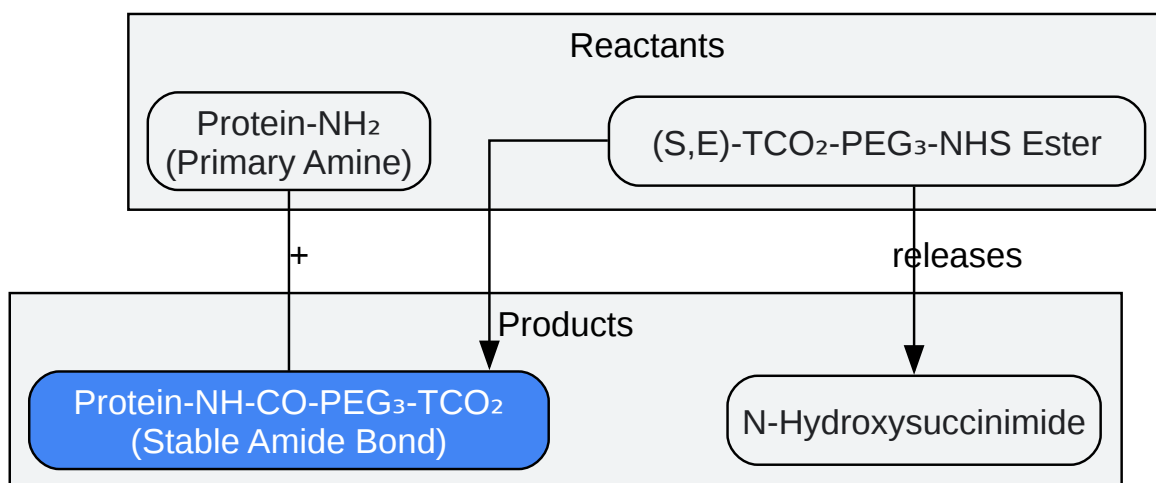 Reactants
Protein-NH₂
(Primary Amine)
(S,E)-TCO₂-PEG₃-NHS Ester
+
releases
Products
Protein-NH-CO-PEG₃-TCO₂
(Stable Amide Bond)
N-Hydroxysuccinimide